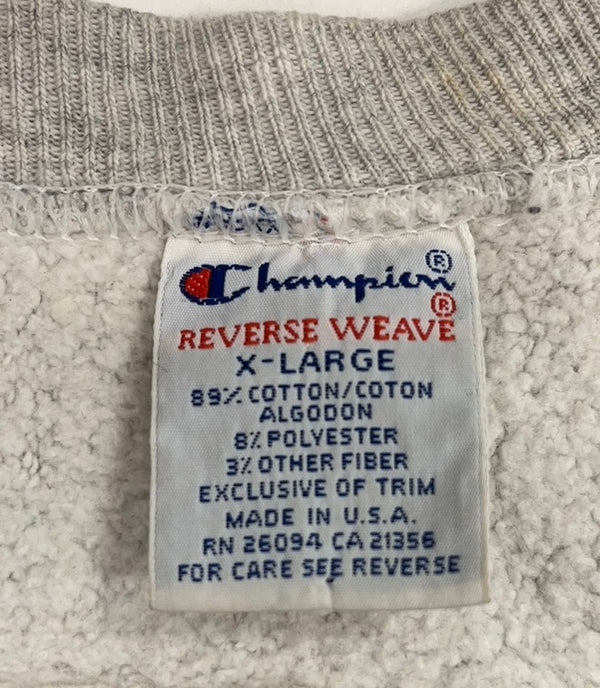 Champion®
REVERSE WEAVE®
X-LARGE
89% COTTON/COTON
ALGODON
8% POLYESTER
3% OTHER FIBER
EXCLUSIVE OF TRIM
MADE IN U.S.A.
RN 26094 CA 21356
FOR CARE SEE REVERSE